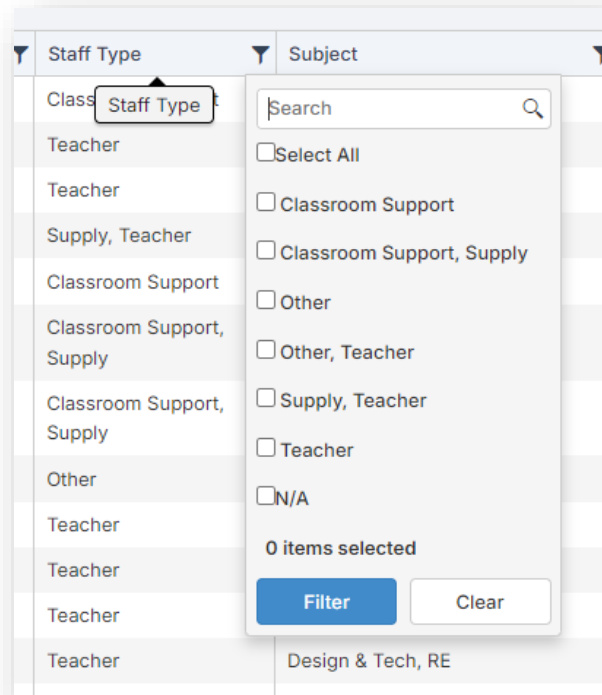 Staff Type
Subject
Class
t
Staff Type
Teacher
Teacher
Supply, Teacher
Classroom Support
Classroom Support,
Supply
Classroom Support,
Supply
Other
Teacher
Teacher
Teacher
Teacher
Design & Tech, RE
Search
Select All
Classroom Support
Classroom Support, Supply
Other
Other, Teacher
Supply, Teacher
Teacher
N/A
0 items selected
Filter
Clear